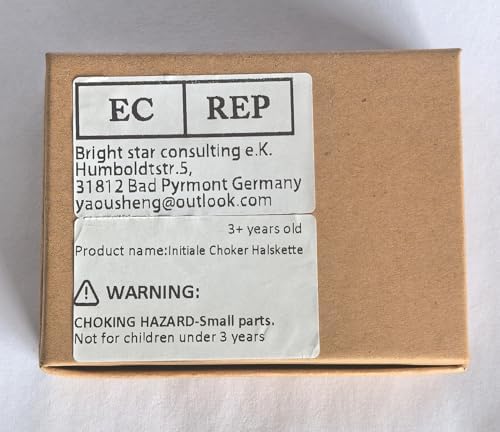 EC REP
Bright star consulting e.K.
Humboldtstr.5,
31812 Bad Pyrmont Germany
yaousheng@outlook.com
3+ years old
Product name:Initiale Choker Halskette
WARNING:
CHOKING HAZARD-Small parts.
Not for children under 3 years